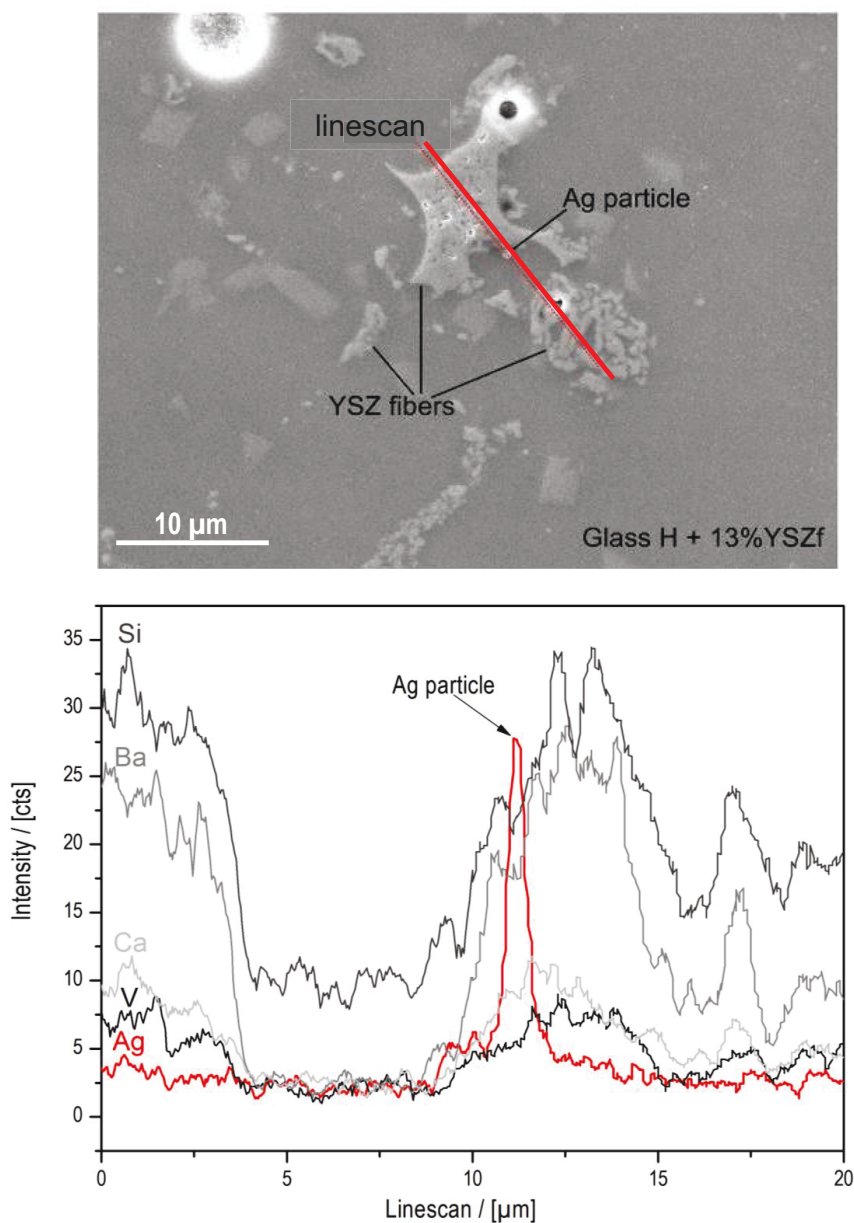 linescan
Ag particle
YSZ fibers
10 µm
Glass H + 13%YSZf
Si
Ba
Ca
V
Ag
Ag particle
35
30
25
20
15
10
5
0
Intensity / [cts]
0 5 10 15 20
Linescan / [µm]